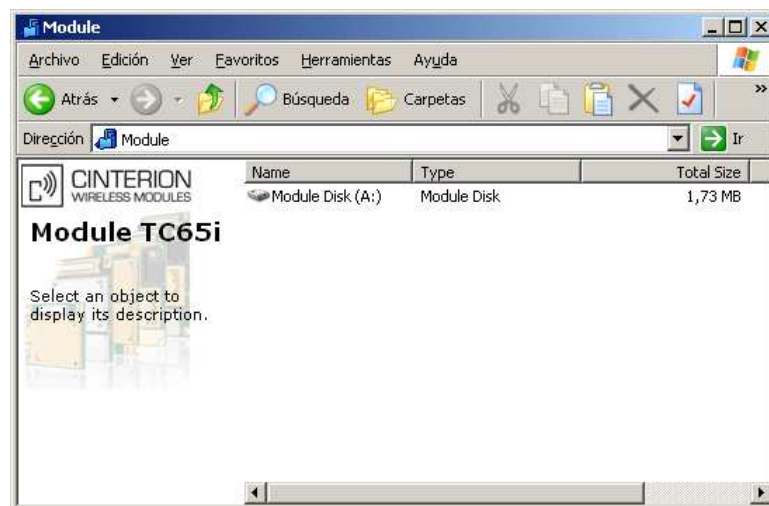 Module
Archivo Edición Ver Favoritos Herramientas Ayuda
Atrás Búsqueda Carpetas »
Dirección Module Ir
CINTERION
WIRELESS MODULES
Module TC65i
Select an object to
display its description.
Name Type Total Size
Module Disk (A:) Module Disk 1,73 MB